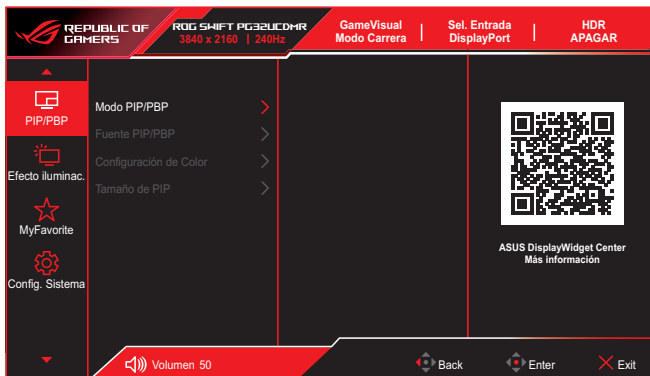 REPUBLIC OF
GAMERS
ROG SWIFT PG32UCDMR
3840 x 2160 | 240Hz
GameVisual
Modo Carrera
Sel. Entrada
DisplayPort
HDR
APAGAR
PIP/PBP
Efecto iluminac.
MyFavorite
Config. Sistema
Modo PIP/PBP
Fuente PIP/PBP
Configuración de Color
Tamaño de PIP
ASUS DisplayWidget Center
Más información
Volumen 50
Back
Enter
Exit